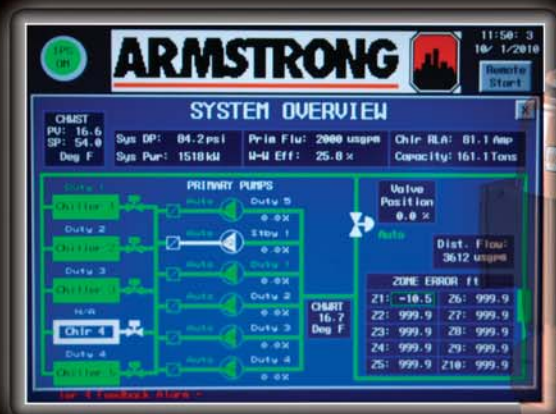 IPS
ON
ARMSTRONG
11:50: 3
10/ 1/2010
Remote
Start
SYSTEM OVERVIEW
X
CHWST
PV: 16.6
SP: 54.0
Deg F
Sys DP: 84.2psi
Prim Flw: 2000 usgpm
Chlr RLA: 81.1 Amp
Sys Pwr: 1518kW
W-W Eff: 25.8 %
Capacity: 161.1Tons
PRIMARY PUMPS
Duty 1
Chiller 1
Auto
Duty 5
0.0%
Duty 2
Chiller 2
Auto
Stby 1
Duty 3
Chiller 3
Auto
Duty 1
0.0%
N/A
Chlr 4
Auto
Duty 2
0.0%
Duty 4
Chiller 5
Auto
Duty 3
0.0%
Auto
Duty 4
0.0%
CHWRT
16.7
Deg F
Valve
Position
0.0 %
Auto
Dist. Flow:
3612 usgpm
ZONE ERROR ft
Z1: -10.5 Z6: 999.9
Z2: 999.9 Z7: 999.9
Z3: 999.9 Z8: 999.9
Z4: 999.9 Z9: 999.9
Z5: 999.9 Z10: 999.9
4 Feedback Alarm -